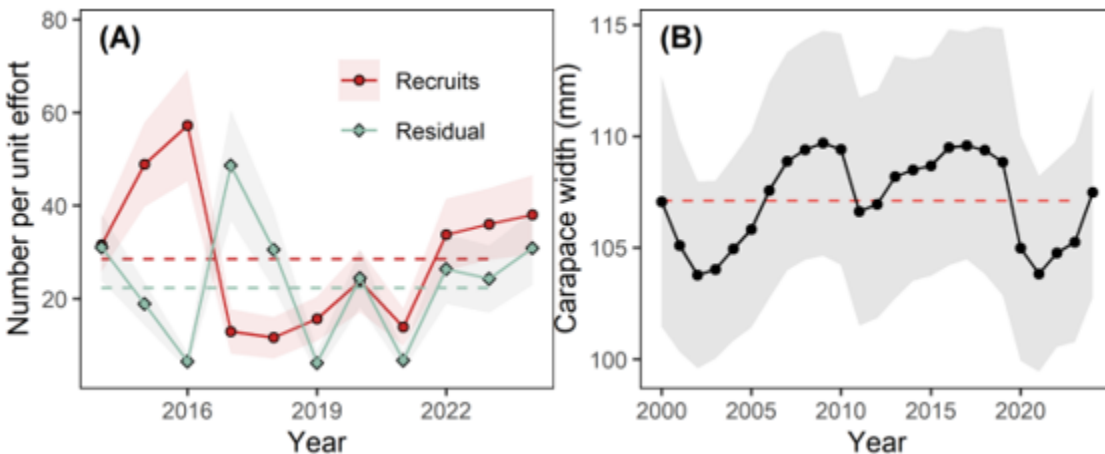 (A)
Number per unit effort
80
60
40
20
Recruits
Residual
2016
2019
2022
Year
(B)
Carapace width (mm)
115
110
105
100
2000
2005
2010
2015
2020
Year